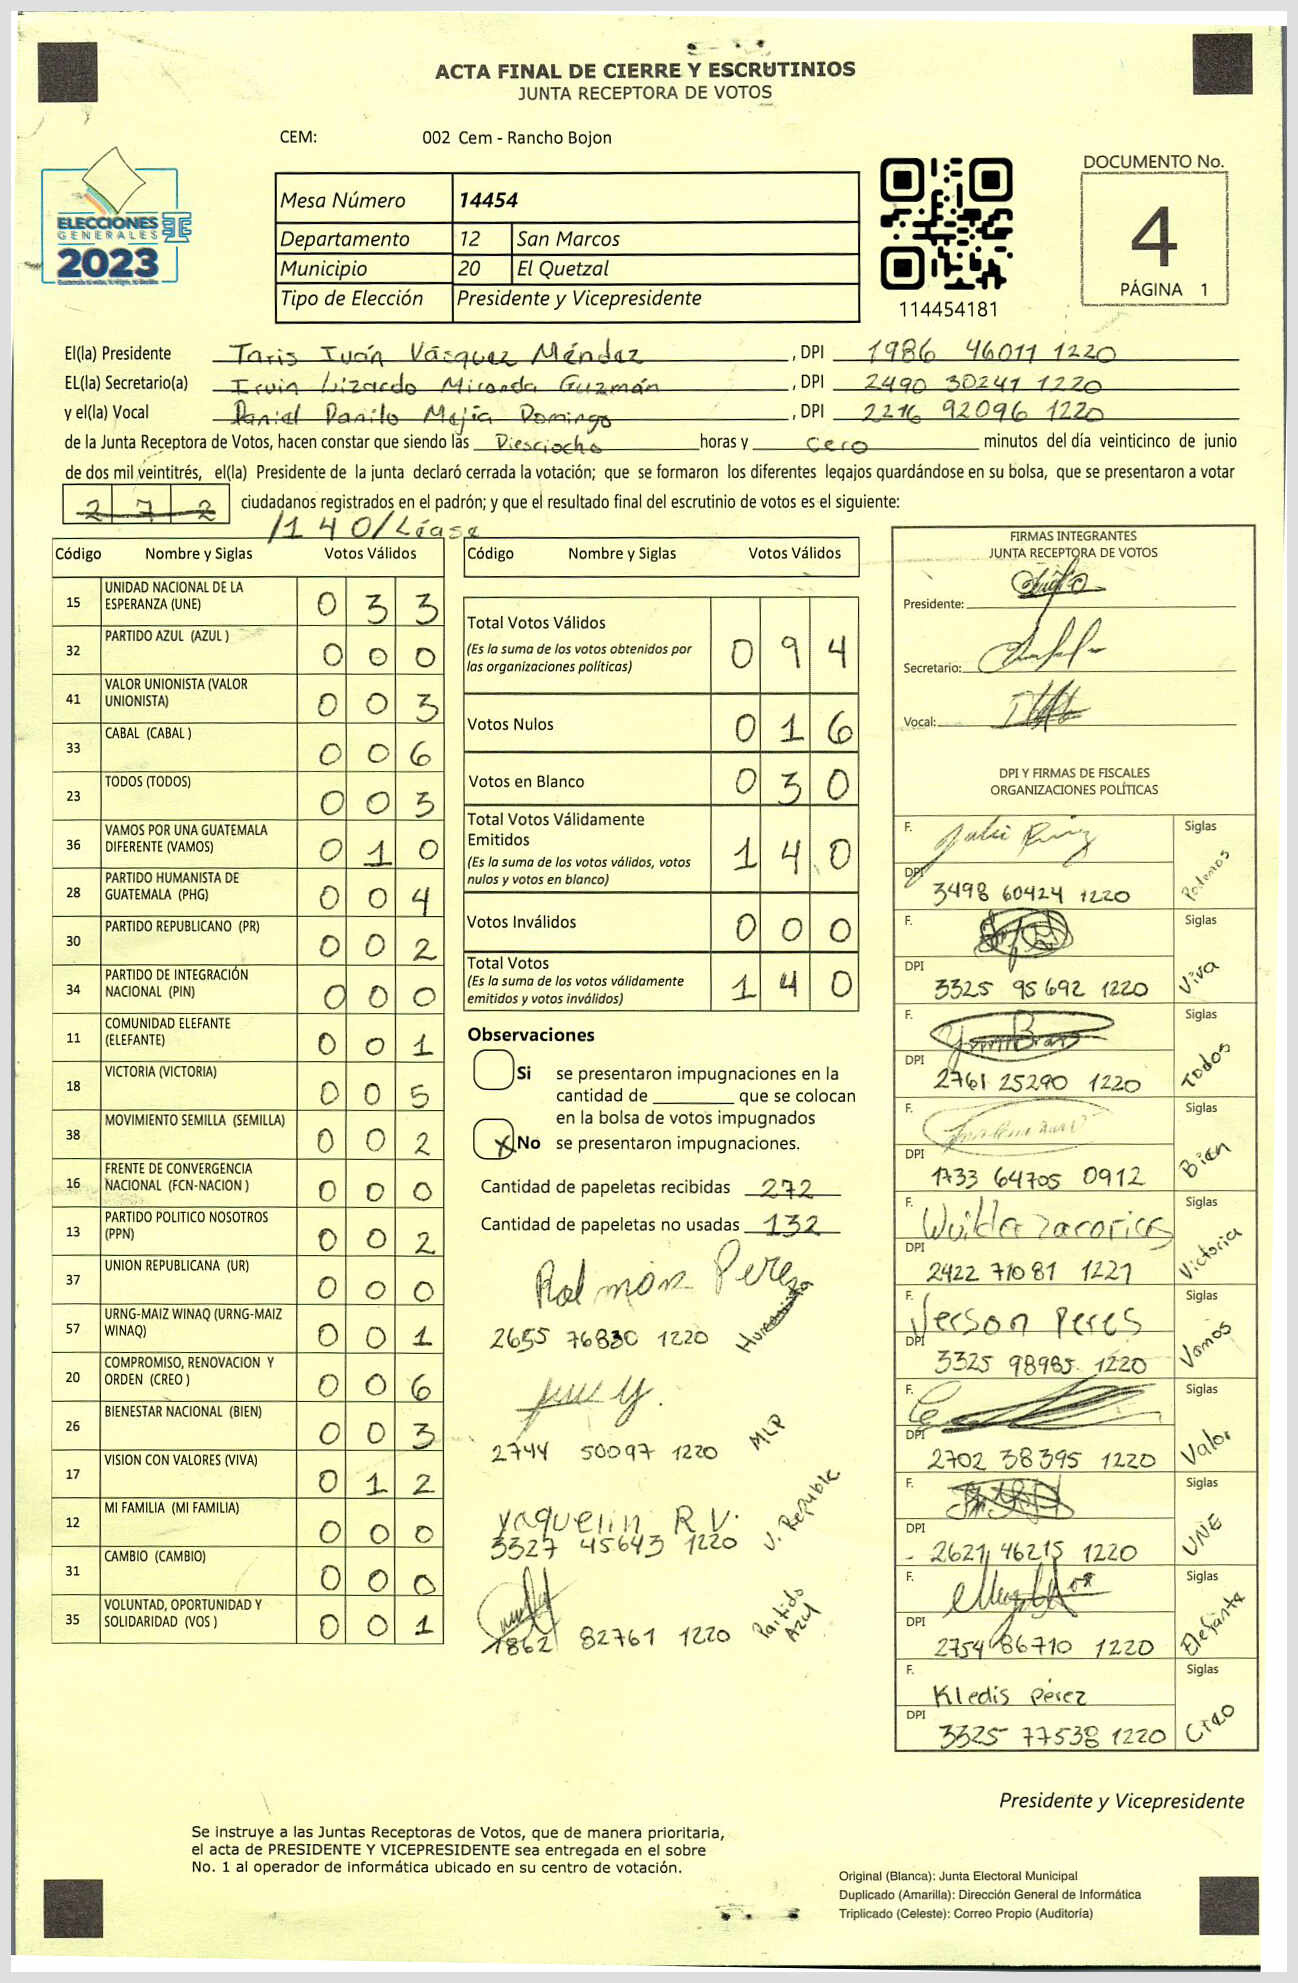 ACTA FINAL DE CIERRE Y ESCRUTINIOS
JUNTA RECEPTORA DE VOTOS
CEM: 002 Cem - Rancho Bojon
DOCUMENTO No.
4
PÁGINA 1
ELECCIONES
GENERALES
2023
Mesa Número 14454
Departamento 12 San Marcos
Municipio 20 El Quetzal
Tipo de Elección Presidente y Vicepresidente
114454181
El(la) Presidente Taris Iván Vásquez Méndez, DPI 1986 46011 1220
EL(la) Secretario(a) Irvin Lizardo Miranda Guzmán, DPI 2490 30241 1220
y el(la) Vocal Daniel Danilo Mejía Domingo, DPI 2216 92096 1220
de la Junta Receptora de Votos, hacen constar que siendo las Diesciocho horas y cero minutos del día veinticinco de junio
de dos mil veintitrés, el(la) Presidente de la junta declaró cerrada la votación; que se formaron los diferentes legajos quardándose en su bolsa, que se presentaron a votar
272 ciudadanos registrados en el padrón; y que el resultado final del escrutinio de votos es el siguiente:
/140/Léase
Código Nombre y Siglas Votos Válidos
15 UNIDAD NACIONAL DE LA ESPERANZA (UNE) 0 3 3
32 PARTIDO AZUL (AZUL ) 0 0 0
41 VALOR UNIONISTA (VALOR UNIONISTA) 0 0 3
33 CABAL (CABAL ) 0 0 6
23 TODOS (TODOS) 0 0 3
36 VAMOS POR UNA GUATEMALA DIFERENTE (VAMOS) 0 1 0
28 PARTIDO HUMANISTA DE GUATEMALA (PHG) 0 0 4
30 PARTIDO REPUBLICANO (PR) 0 0 2
34 PARTIDO DE INTEGRACIÓN NACIONAL (PIN) 0 0 0
11 COMUNIDAD ELEFANTE (ELEFANTE) 0 0 1
18 VICTORIA (VICTORIA) 0 0 5
38 MOVIMIENTO SEMILLA (SEMILLA) 0 0 2
16 FRENTE DE CONVERGENCIA NACIONAL (FCN-NACION ) 0 0 0
13 PARTIDO POLITICO NOSOTROS (PPN) 0 0 2
37 UNION REPUBLICANA (UR) 0 0 0
57 URNG-MAIZ WINAQ (URNG-MAIZ WINAQ) 0 0 1
20 COMPROMISO, RENOVACION Y ORDEN (CREO ) 0 0 6
26 BIENESTAR NACIONAL (BIEN) 0 0 3
17 VISION CON VALORES (VIVA) 0 1 2
12 MI FAMILIA (MI FAMILIA) 0 0 0
31 CAMBIO (CAMBIO) 0 0 0
35 VOLUNTAD, OPORTUNIDAD Y SOLIDARIDAD (VOS ) 0 0 1
Código Nombre y Siglas Votos Válidos
Total Votos Válidos 0 9 4
(Es la suma de los votos obtenidos por
las organizaciones políticas)
Votos Nulos 0 1 6
Votos en Blanco 0 3 0
Total Votos Válidamente
Emitidos 1 4 0
(Es la suma de los votos válidos, votos
nulos y votos en blanco)
Votos Inválidos 0 0 0
Total Votos 1 4 0
(Es la suma de los votos válidamente
emitidos y votos inválidos)
Observaciones
Si se presentaron impugnaciones en la
cantidad de ________ que se colocan
en la bolsa de votos impugnados
X No se presentaron impugnaciones.
Cantidad de papeletas recibidas 272
Cantidad de papeletas no usadas 132
2655 76830 1220
2744 50097 1220 MLP
Yaquelin R V.
3327 45643 1220 U. Republic
1862 82761 1220 Partido Azul
FIRMAS INTEGRANTES
JUNTA RECEPTORA DE VOTOS
Presidente:
Secretario:
Vocal:
DPI Y FIRMAS DE FISCALES
ORGANIZACIONES POLÍTICAS
F. Siglas
DPI 3498 60424 1220
F. Siglas
DPI 3325 95692 1220 Viva
F. Siglas
DPI 2761 25290 1220 Todos
F. Siglas
DPI 1733 64705 0912 Bien
F. Siglas
DPI 2422 71081 1221 Victoria
F. Jerson Peres Siglas
DPI 3325 98985 1220 Vamos
F. Siglas
DPI 2702 38395 1220 Valor
F. Siglas
DPI 2621 46215 1220 UNE
F. Siglas
DPI 2754 86710 1220 Elefante
F. Kledis Pérez Siglas
DPI 3325 77538 1220
Presidente y Vicepresidente
Se instruye a las Juntas Receptoras de Votos, que de manera prioritaria,
el acta de PRESIDENTE Y VICEPRESIDENTE sea entregada en el sobre
No. 1 al operador de informática ubicado en su centro de votación.
Original (Blanca): Junta Electoral Municipal
Duplicado (Amarilla): Dirección General de Informática
Triplicado (Celeste): Correo Propio (Auditoría)